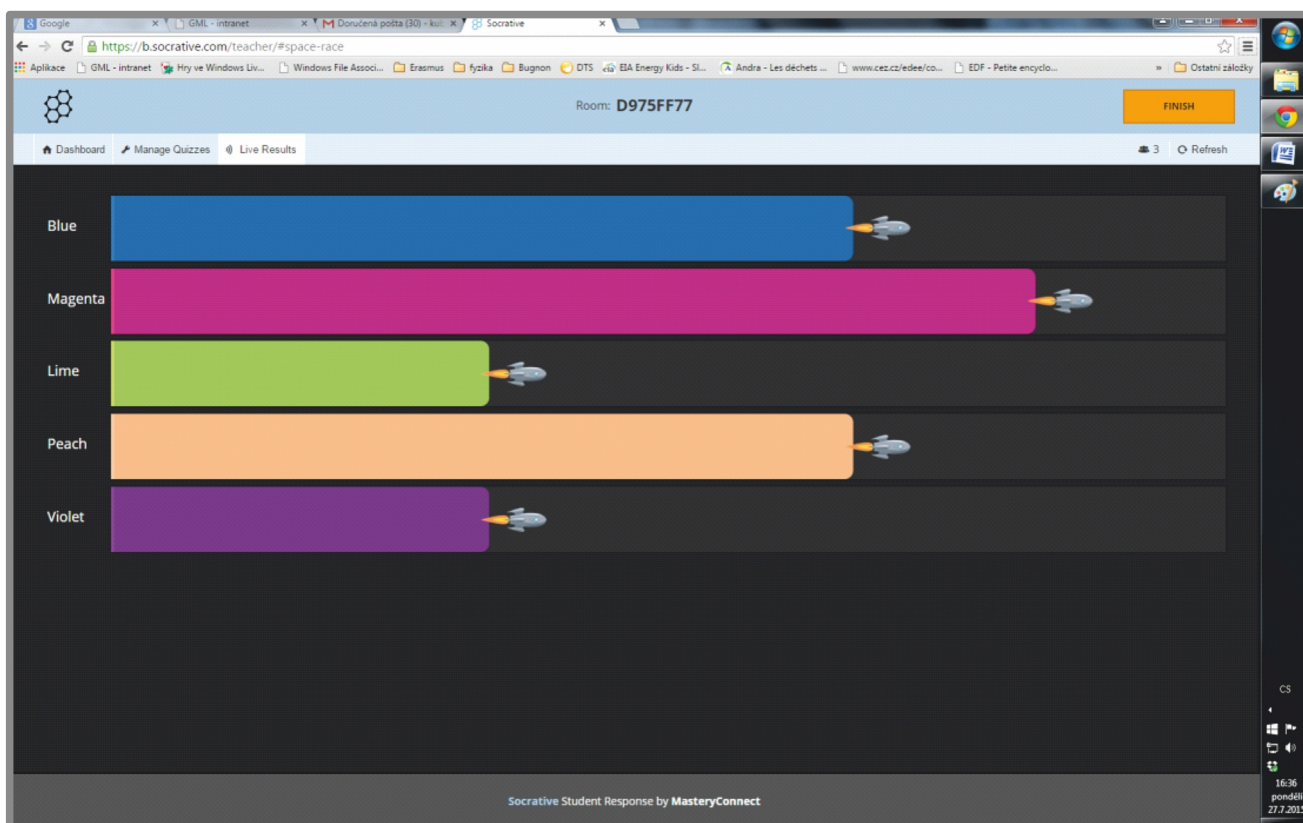 Google
GML - intranet
Doručená pošta (30) - kuč
Socrative
https://b.socrative.com/teacher/#space-race
Aplikace GML - intranet Hry ve Windows Liv... Windows File Associ... Erasmus fyzika Bugnon DTS EIA Energy Kids - Sl... Andra - Les déchets ... www.cez.cz/edee/co... EDF - Petite encyclo... » Ostatní záložky
Room: D975FF77
FINISH
Dashboard Manage Quizzes Live Results 3 Refresh
Blue
Magenta
Lime
Peach
Violet
CS
16:36
pondělí
27.7.2015
Socrative Student Response by MasteryConnect